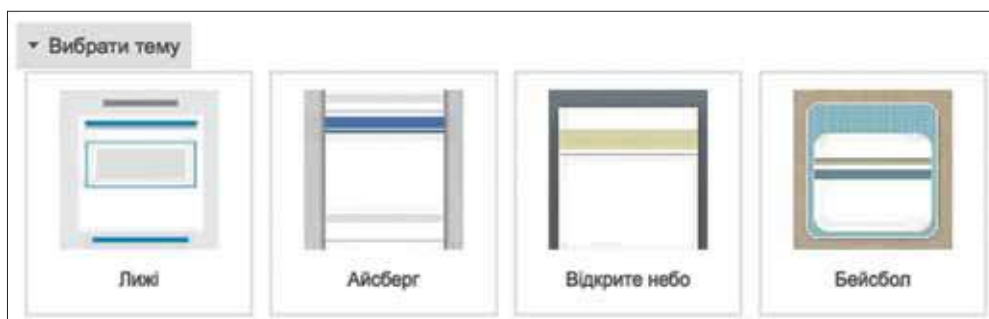 Вибрати тему
Лижі
Айсберг
Відкрите небо
Бейсбол